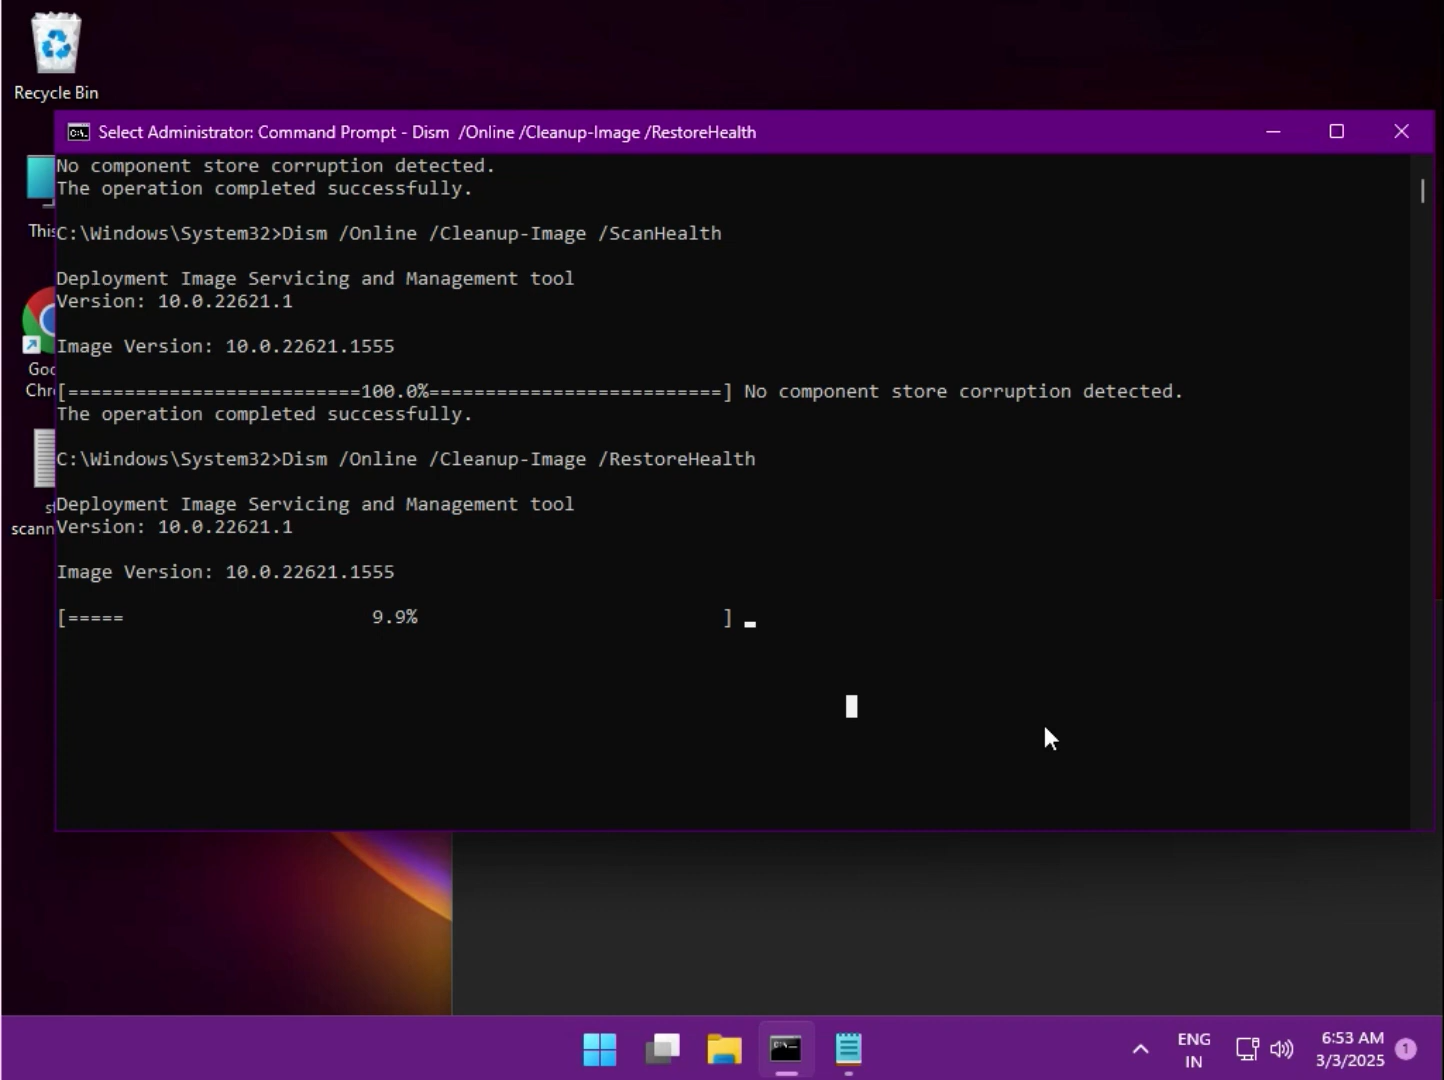 Recycle Bin
Select Administrator: Command Prompt - Dism  /Online /Cleanup-Image /RestoreHealth
No component store corruption detected.
The operation completed successfully.
This
C:\Windows\System32>Dism /Online /Cleanup-Image /ScanHealth
Deployment Image Servicing and Management tool
Version: 10.0.22621.1
Image Version: 10.0.22621.1555
Goo
Chr
[==========================100.0%==========================] No component store corruption detected.
The operation completed successfully.
C:\Windows\System32>Dism /Online /Cleanup-Image /RestoreHealth
Deployment Image Servicing and Management tool
scann
Version: 10.0.22621.1
Image Version: 10.0.22621.1555
[=====                      9.9%                           ]
ENG
IN
6:53 AM
3/3/2025
1